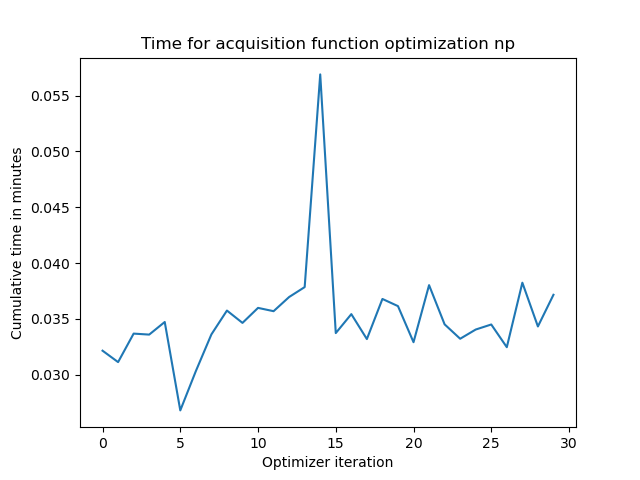 Time for acquisition function optimization np
Cumulative time in minutes
0.055
0.050
0.045
0.040
0.035
0.030
0 5 10 15 20 25 30
Optimizer iteration